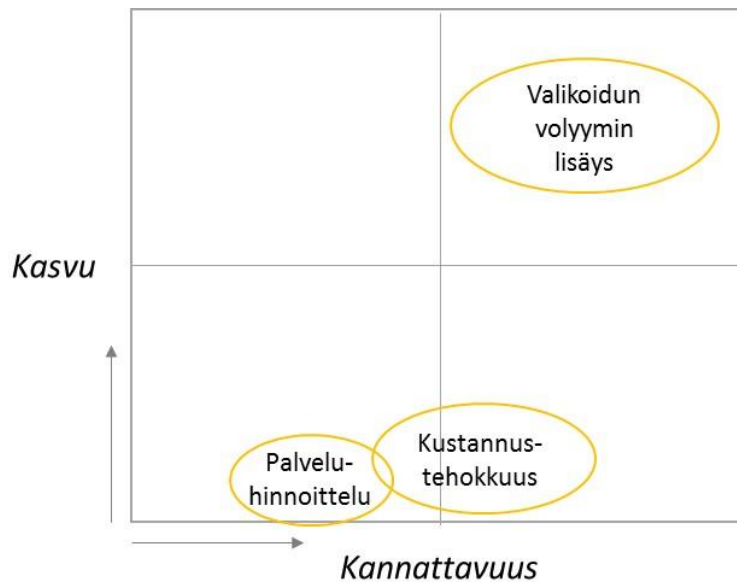 Valikoidun
volyymin
lisäys
Kasvu
Kustannus-
tehokkuus
Palvelu-
hinnoittelu
Kannattavuus